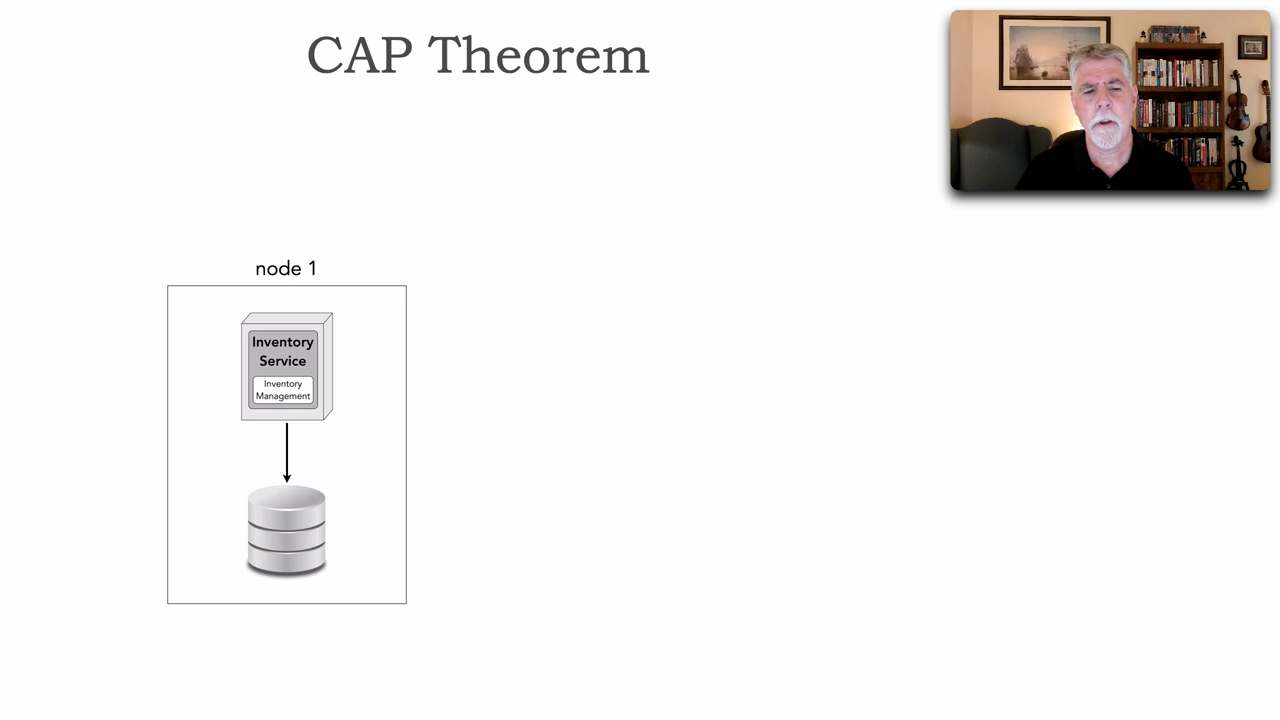 CAP Theorem
node 1
Inventory
Service
Inventory
Management